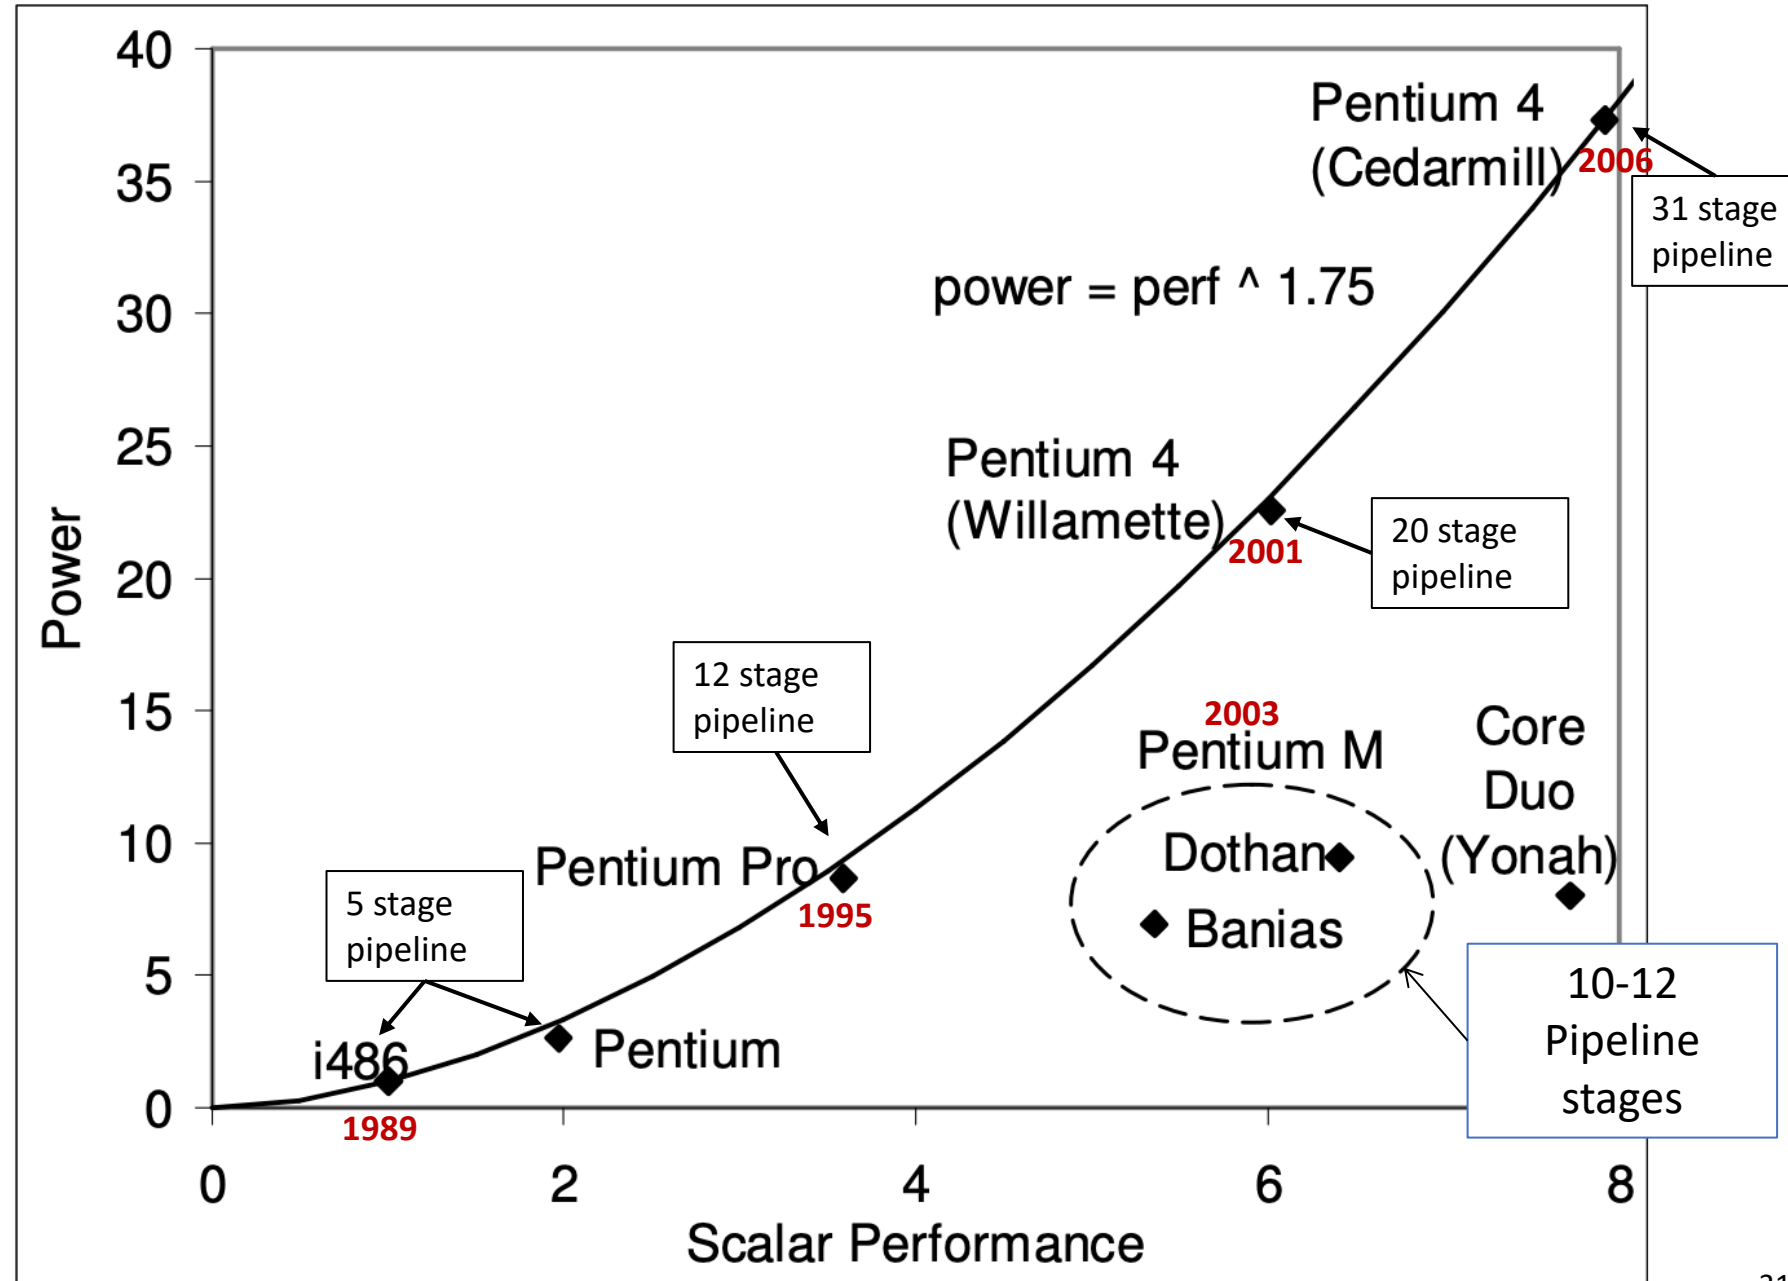 40
35
30
25
20
15
10
5
0
Power
0
2
4
6
8
Scalar Performance
Pentium 4
(Cedarmill)
2006
31 stage
pipeline
power = perf ^ 1.75
Pentium 4
(Willamette)
2001
20 stage
pipeline
12 stage
pipeline
Pentium Pro
1995
2003
Pentium M
Dothan
Banias
Core
Duo
(Yonah)
10-12
Pipeline
stages
5 stage
pipeline
i486
1989
Pentium